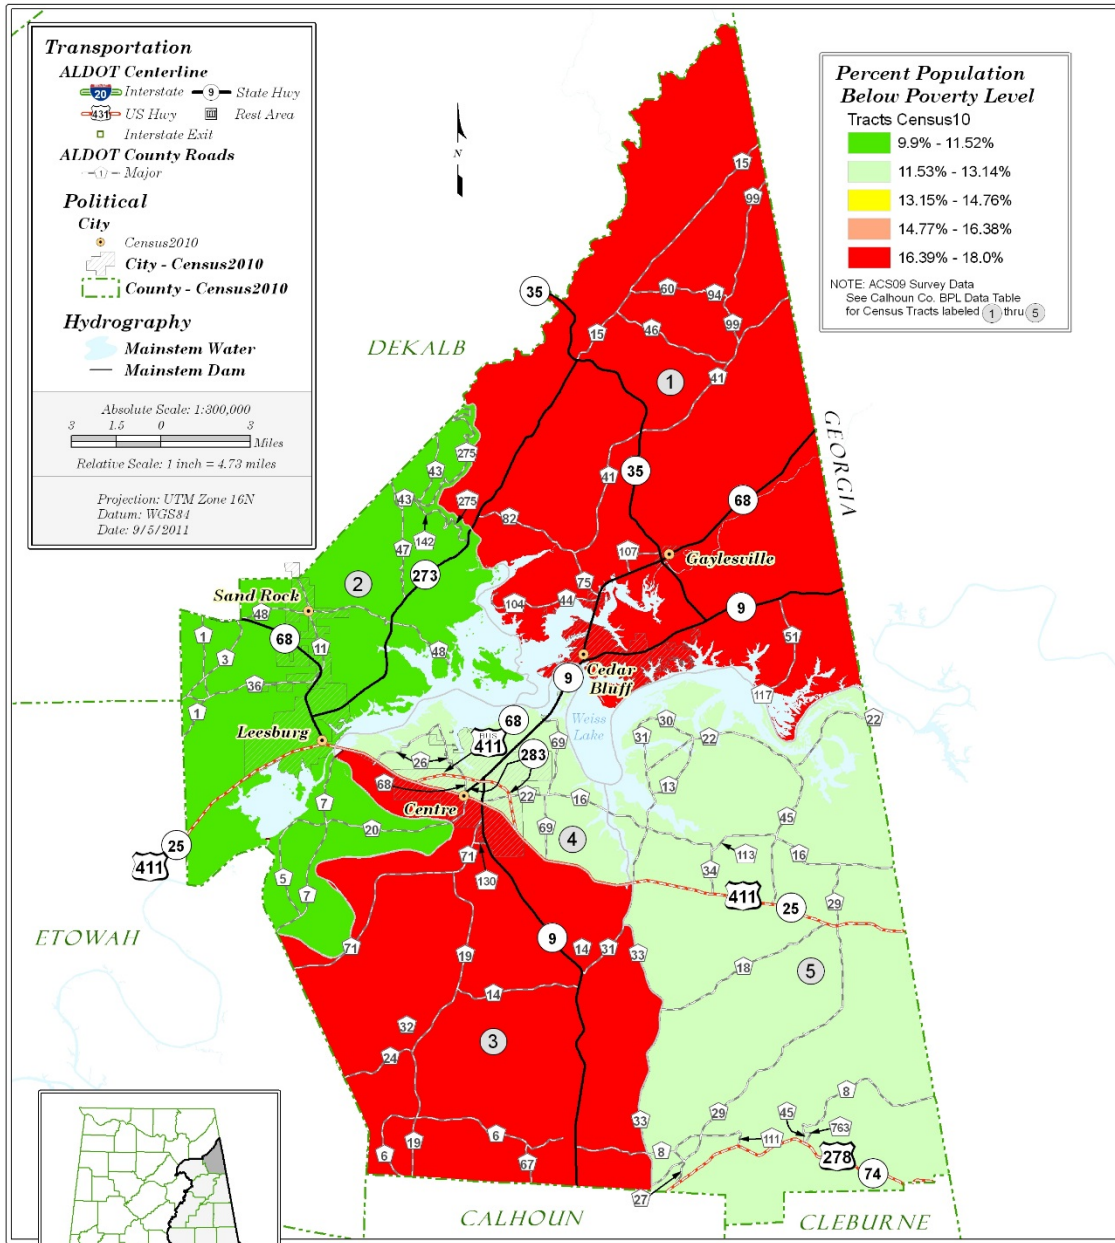 Transportation
ALDOT Centerline
20 Interstate 9 State Hwy
431 US Hwy Rest Area
Interstate Exit
ALDOT County Roads
1 Major
Political
City
Census2010
City - Census2010
County - Census2010
Hydrography
Mainstem Water
Mainstem Dam
Absolute Scale: 1:300,000
3 1.5 0 3
Miles
Relative Scale: 1 inch = 4.73 miles
Projection: UTM Zone 16N
Datum: WGS84
Date: 9/5/2011
Percent Population
Below Poverty Level
Tracts Census10
9.9% - 11.52%
11.53% - 13.14%
13.15% - 14.76%
14.77% - 16.38%
16.39% - 18.0%
NOTE: ACS09 Survey Data
See Calhoun Co. BPL Data Table
for Census Tracts labeled 1 thru 5
N
15
99
35
60
94
15
46
99
DEKALB
1
41
GEORGIA
275
43
35
41
68
43
275
82
142
47
107
Gaylesville
273
2
75
Sand Rock
104
44
9
48
68
11
51
1
3
48
Cedar
Bluff
36
9
117
1
68
Weiss
Lake
30
22
Leesburg
BUS
411
69
31
22
283
26
68
13
7
22
16
Centre
45
20
69
4
113
16
25
411
71
34
130
411
5
7
25
29
ETOWAH
71
9
14
31
33
19
18
5
14
32
3
24
8
29
45
33
763
6
19
111
6
67
8
278
74
27
CALHOUN
CLEBURNE